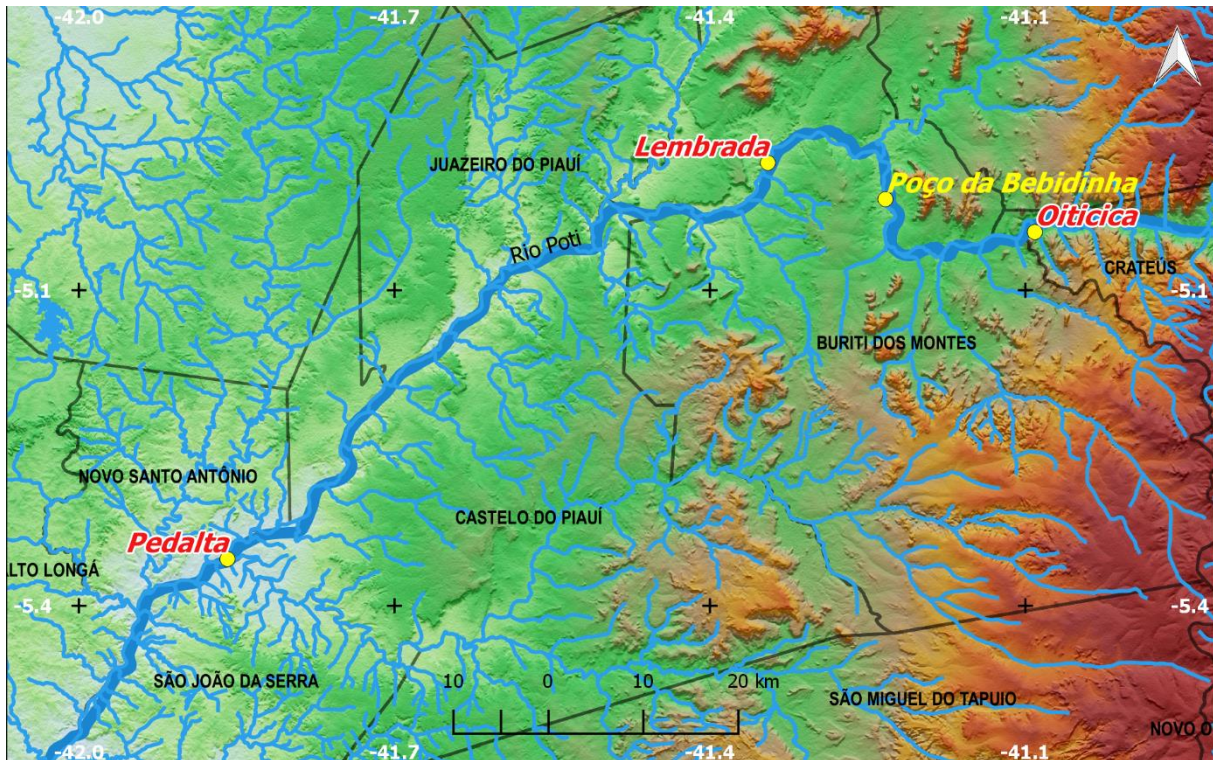 -42.0 -41.7 -41.4 -41.1
Lembrada
JUAZEIRO DO PIAUÍ
Poço da Bebidinha
Oiticica
Rio Poti
CRATEÚS
-5.1 -5.1
BURITI DOS MONTES
NOVO SANTO ANTÔNIO
CASTELO DO PIAUÍ
Pedalta
ALTO LONGÁ
-5.4 -5.4
SÃO JOÃO DA SERRA
10 0 10 20 km
SÃO MIGUEL DO TAPUIO
NOVO O
-42.0 -41.7 -41.4 -41.1